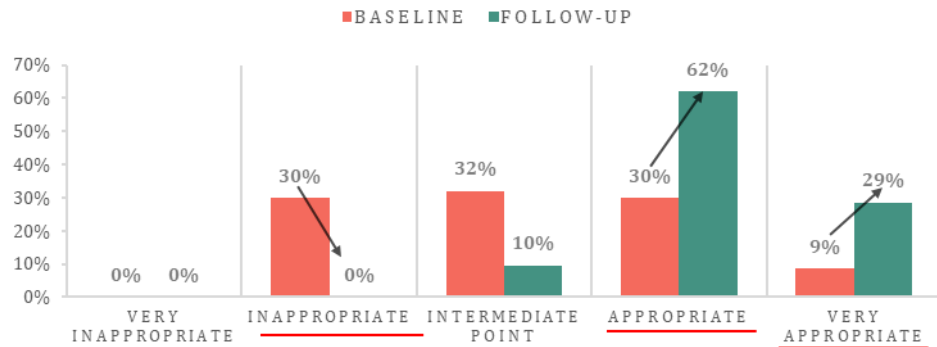 BASELINE FOLLOW-UP
70%
60%
50%
40%
30%
20%
10%
0%
0% 0%
30%
0%
32%
10%
30%
62%
9%
29%
VERY INAPPROPRIATE
INAPPROPRIATE
INTERMEDIATE POINT
APPROPRIATE
VERY APPROPRIATE